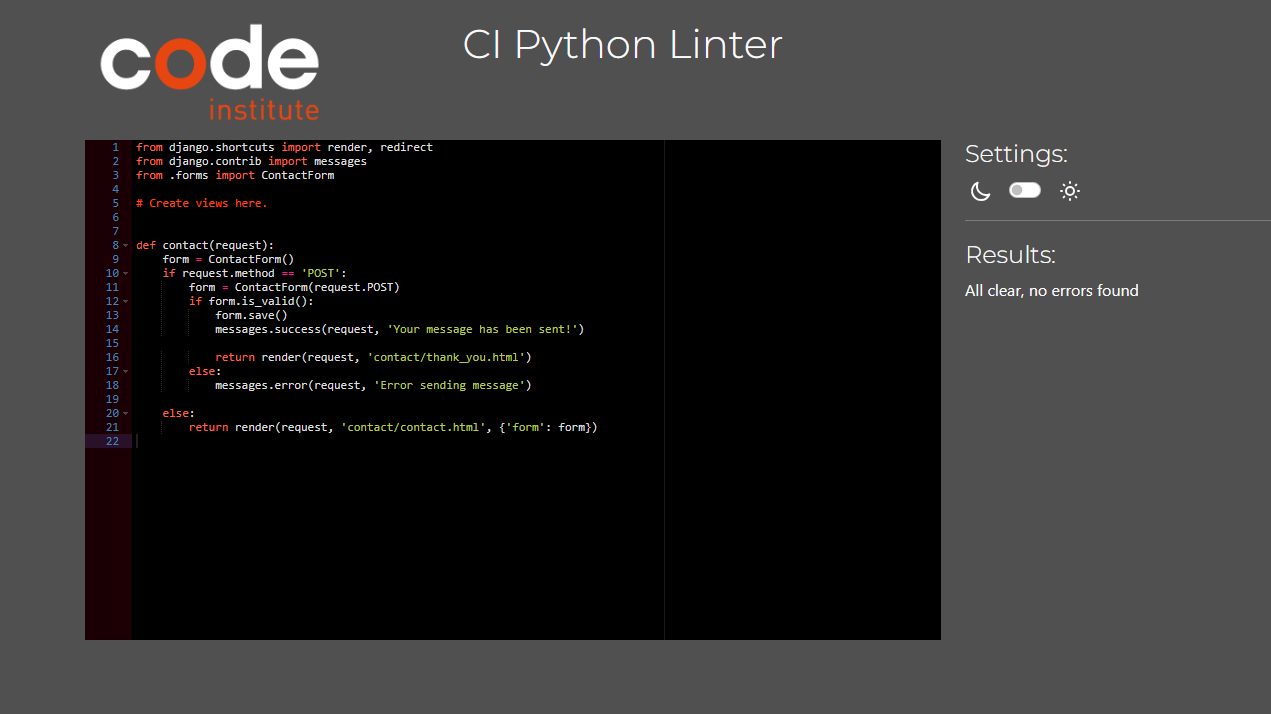 code
institute
CI Python Linter
1 from django.shortcuts import render, redirect
2 from django.contrib import messages
3 from .forms import ContactForm
4
5 # Create views here.
6
7
8 def contact(request):
9     form = ContactForm()
10     if request.method == 'POST':
11         form = ContactForm(request.POST)
12         if form.is_valid():
13             form.save()
14             messages.success(request, 'Your message has been sent!')
15
16             return render(request, 'contact/thank_you.html')
17         else:
18             messages.error(request, 'Error sending message')
19
20     else:
21         return render(request, 'contact/contact.html', {'form': form})
22
Settings:
Results:
All clear, no errors found